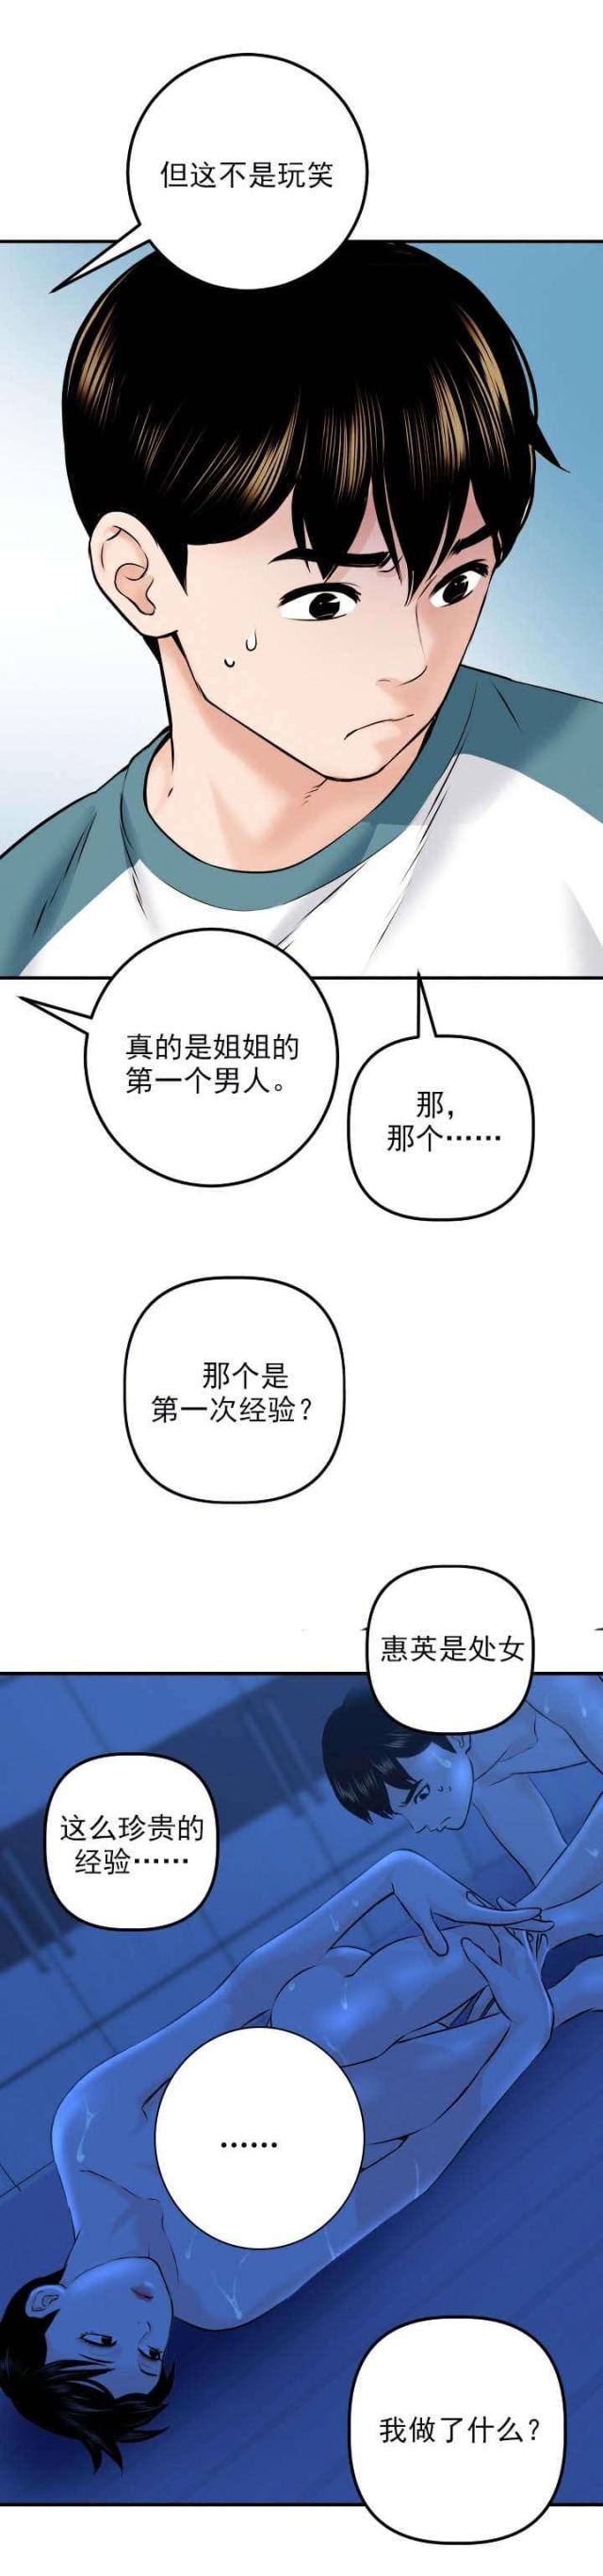 但这不是玩笑
真的是姐姐的
第一个男人。
那，
那个……
那个是
第一次经验？
惠英是处女
这么珍贵的
经验……
……
我做了什么？